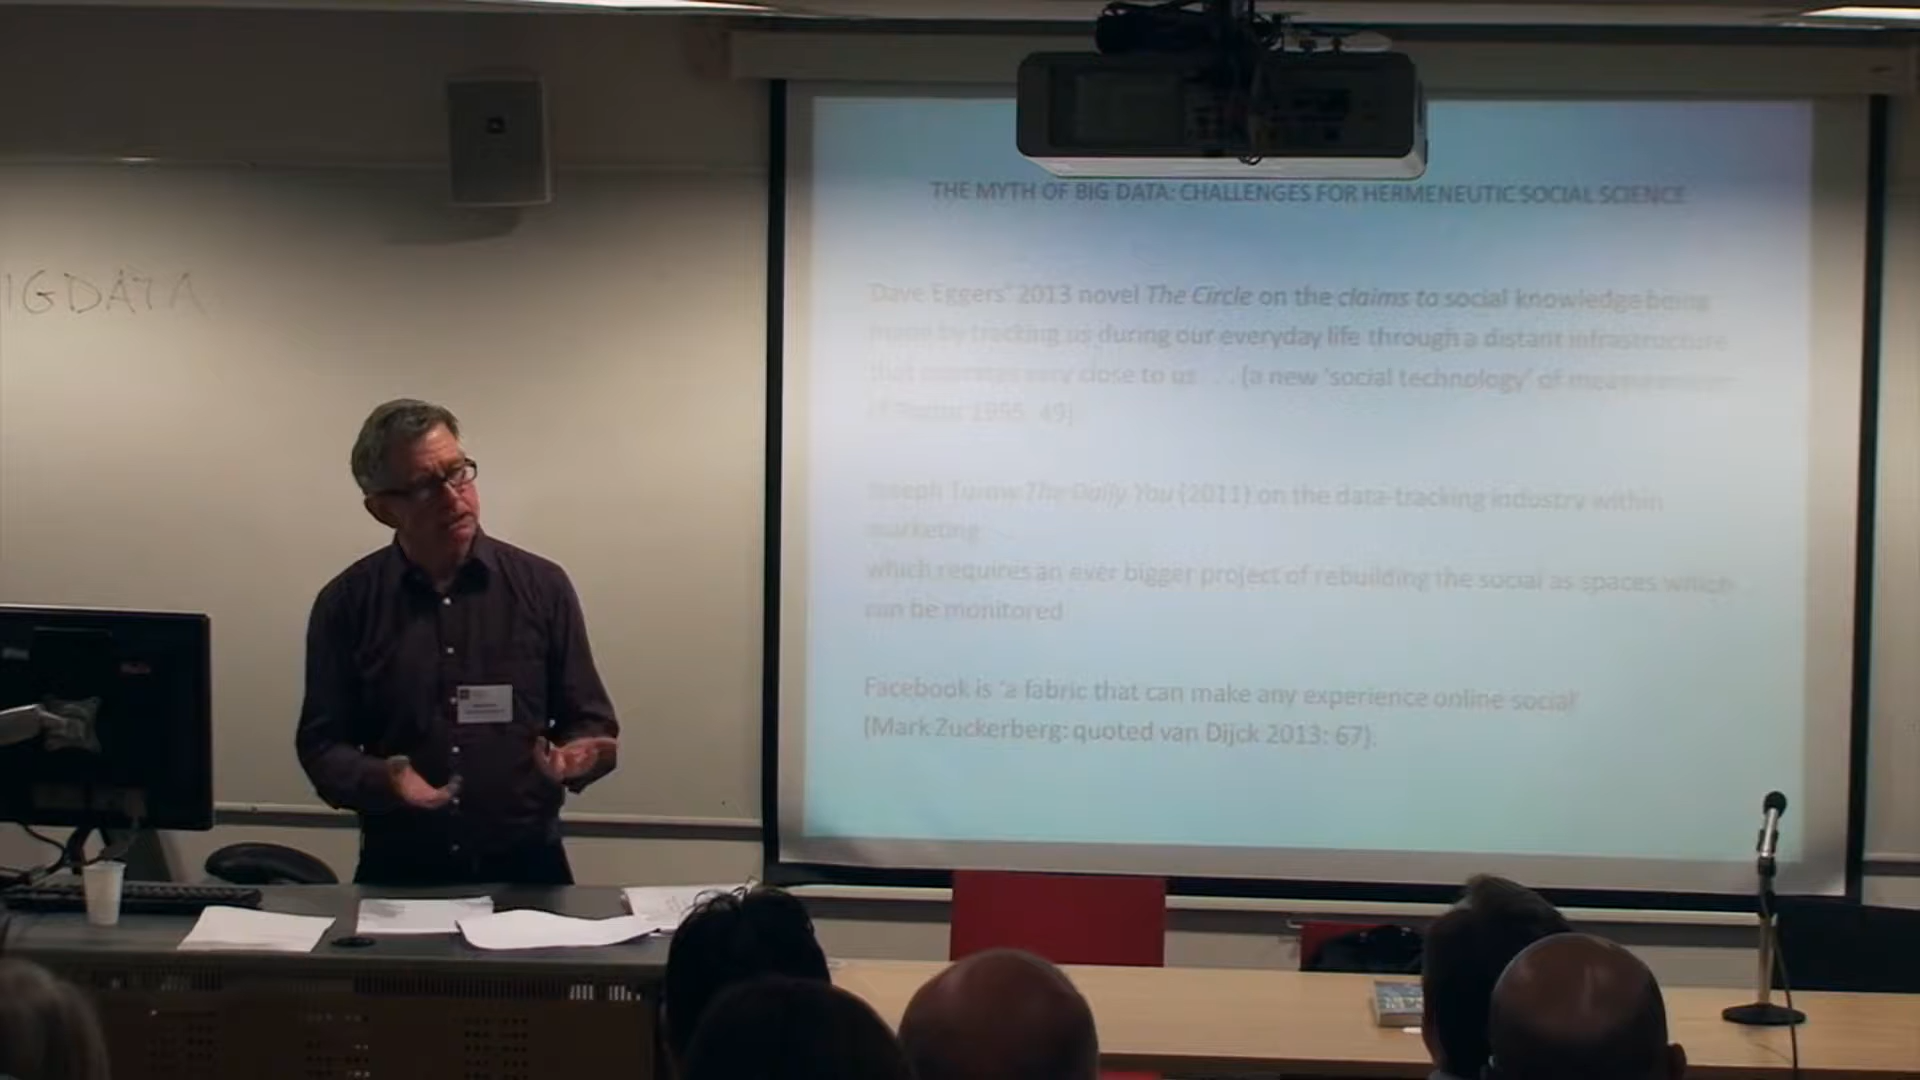 THE MYTH OF BIG DATA: CHALLENGES FOR HERMENEUTIC SOCIAL SCIENCE
IGDATA
Dave Eggers' 2013 novel The Circle on the claims to social knowledge being
made by tracking us during our everyday life through a distant infrastructure
that operates very close to us . . . (a new 'social technology' of measurement
1995: 49)
Joseph Turow The Daily You (2011) on the data-tracking industry within
marketing
which requires an ever bigger project of rebuilding the social as spaces which
can be monitored
Facebook is 'a fabric that can make any experience online social'
(Mark Zuckerberg: quoted van Dijck 2013: 67).